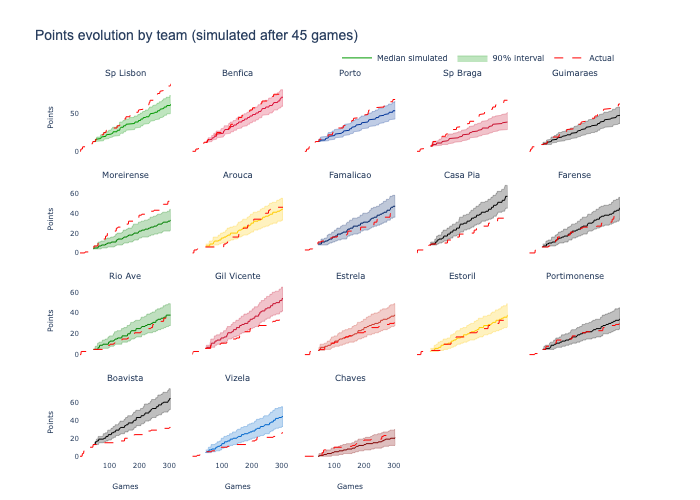 Points evolution by team (simulated after 45 games)
Median simulated 90% interval Actual
Sp Lisbon Benfica Porto Sp Braga Guimaraes
50
0
Points
Moreirense Arouca Famalicao Casa Pia Farense
60
40
20
0
Points
Rio Ave Gil Vicente Estrela Estoril Portimonense
60
40
20
0
Points
Boavista Vizela Chaves
60
40
20
0
Points
100 200 300 100 200 300 100 200 300
Games Games Games